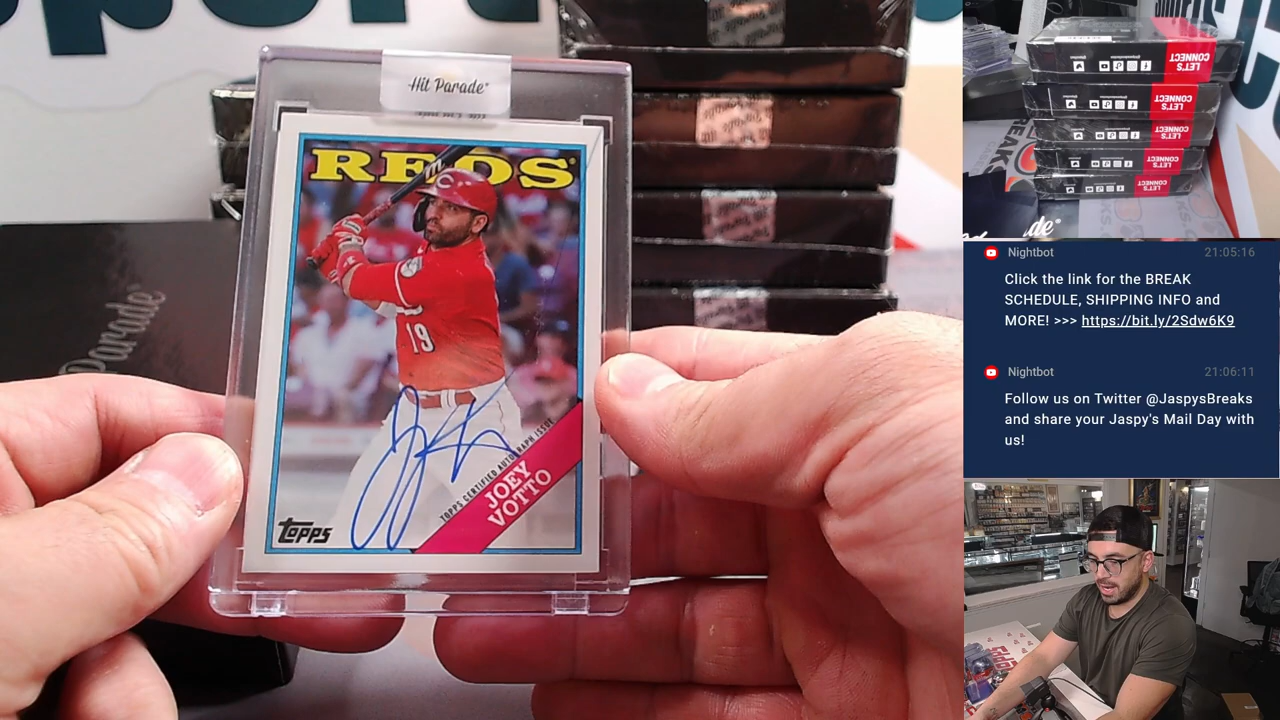 Hit Parade®
REDS
19
TOPPS CERTIFIED AUTOGRAPH ISSUE
JOEY
VOTTO
Topps
Parade®
LET'S
CONNECT
LET'S
CONNECT
LET'S
CONNECT
LET'S
CONNECT
LET'S
CONNECT
Nightbot 21:05:16
Click the link for the BREAK
SCHEDULE, SHIPPING INFO and
MORE! >>> https://bit.ly/2Sdw6K9
Nightbot 21:06:11
Follow us on Twitter @JaspysBreaks
and share your Jaspy's Mail Day with
us!